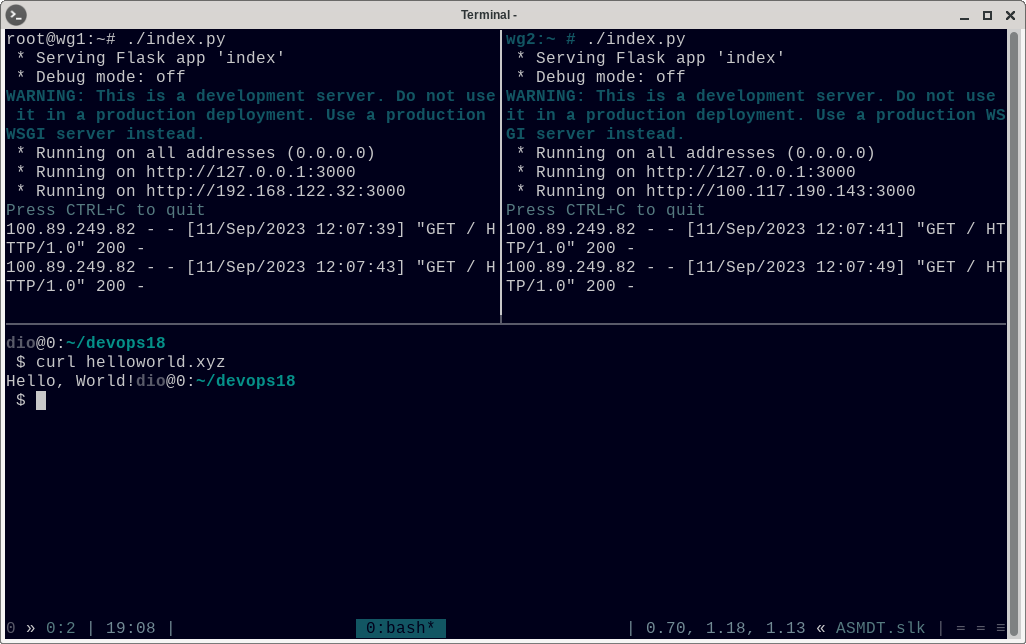 Terminal -
root@wg1:~# ./index.py
 * Serving Flask app 'index'
 * Debug mode: off
WARNING: This is a development server. Do not use
 it in a production deployment. Use a production
WSGI server instead.
 * Running on all addresses (0.0.0.0)
 * Running on http://127.0.0.1:3000
 * Running on http://192.168.122.32:3000
Press CTRL+C to quit
100.89.249.82 - - [11/Sep/2023 12:07:39] "GET / H
TTP/1.0" 200 -
100.89.249.82 - - [11/Sep/2023 12:07:43] "GET / H
TTP/1.0" 200 -
wg2:~ # ./index.py
 * Serving Flask app 'index'
 * Debug mode: off
WARNING: This is a development server. Do not use
it in a production deployment. Use a production WS
GI server instead.
 * Running on all addresses (0.0.0.0)
 * Running on http://127.0.0.1:3000
 * Running on http://100.117.190.143:3000
Press CTRL+C to quit
100.89.249.82 - - [11/Sep/2023 12:07:41] "GET / HT
TP/1.0" 200 -
100.89.249.82 - - [11/Sep/2023 12:07:49] "GET / HT
TP/1.0" 200 -
dio@0:~/devops18
 $ curl helloworld.xyz
Hello, World!dio@0:~/devops18
 $
0 » 0:2 | 19:08 | 0:bash* | 0.70, 1.18, 1.13 « ASMDT.slk | = = ≡